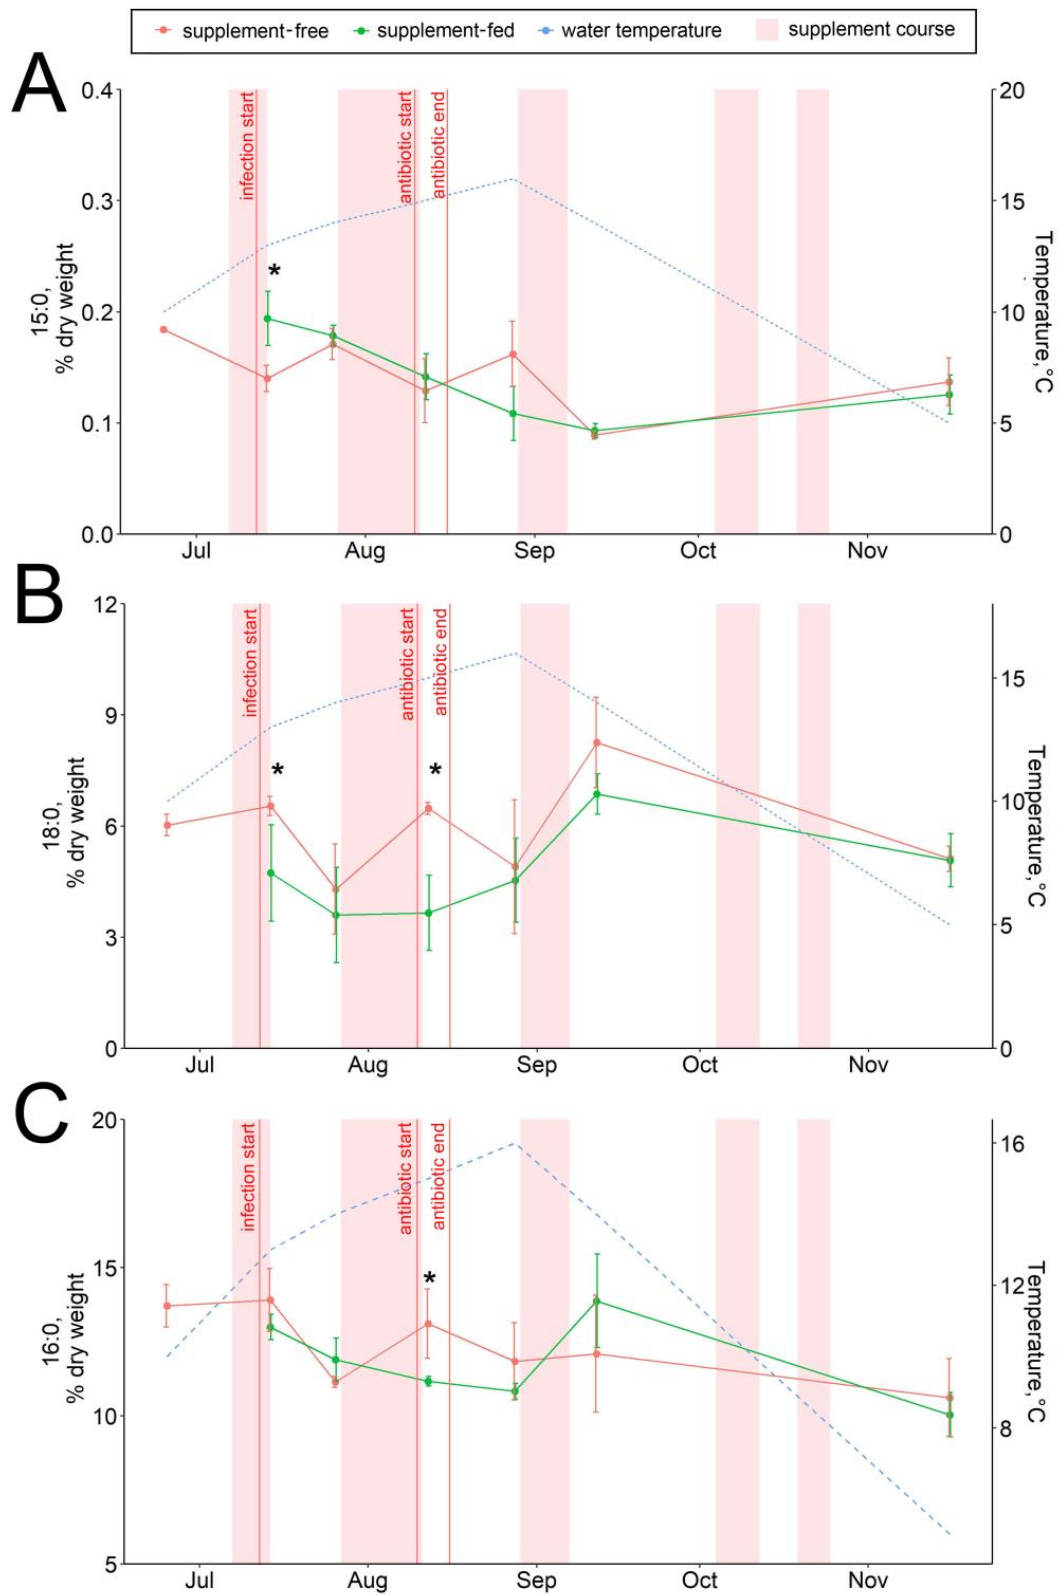 supplement-free supplement-fed water temperature supplement course
A
0.4
0.3
0.2
0.1
0.0
15:0,
% dry weight
infection start
antibiotic start
antibiotic end
*
20
15
10
5
0
Temperature,°C
Jul Aug Sep Oct Nov
B
12
9
6
3
0
18:0,
% dry weight
infection start
antibiotic start
antibiotic end
* *
15
10
5
0
Temperature,°C
Jul Aug Sep Oct Nov
C
20
15
10
5
16:0,
% dry weight
infection start
antibiotic start
antibiotic end
*
16
12
8
Temperature,°C
Jul Aug Sep Oct Nov